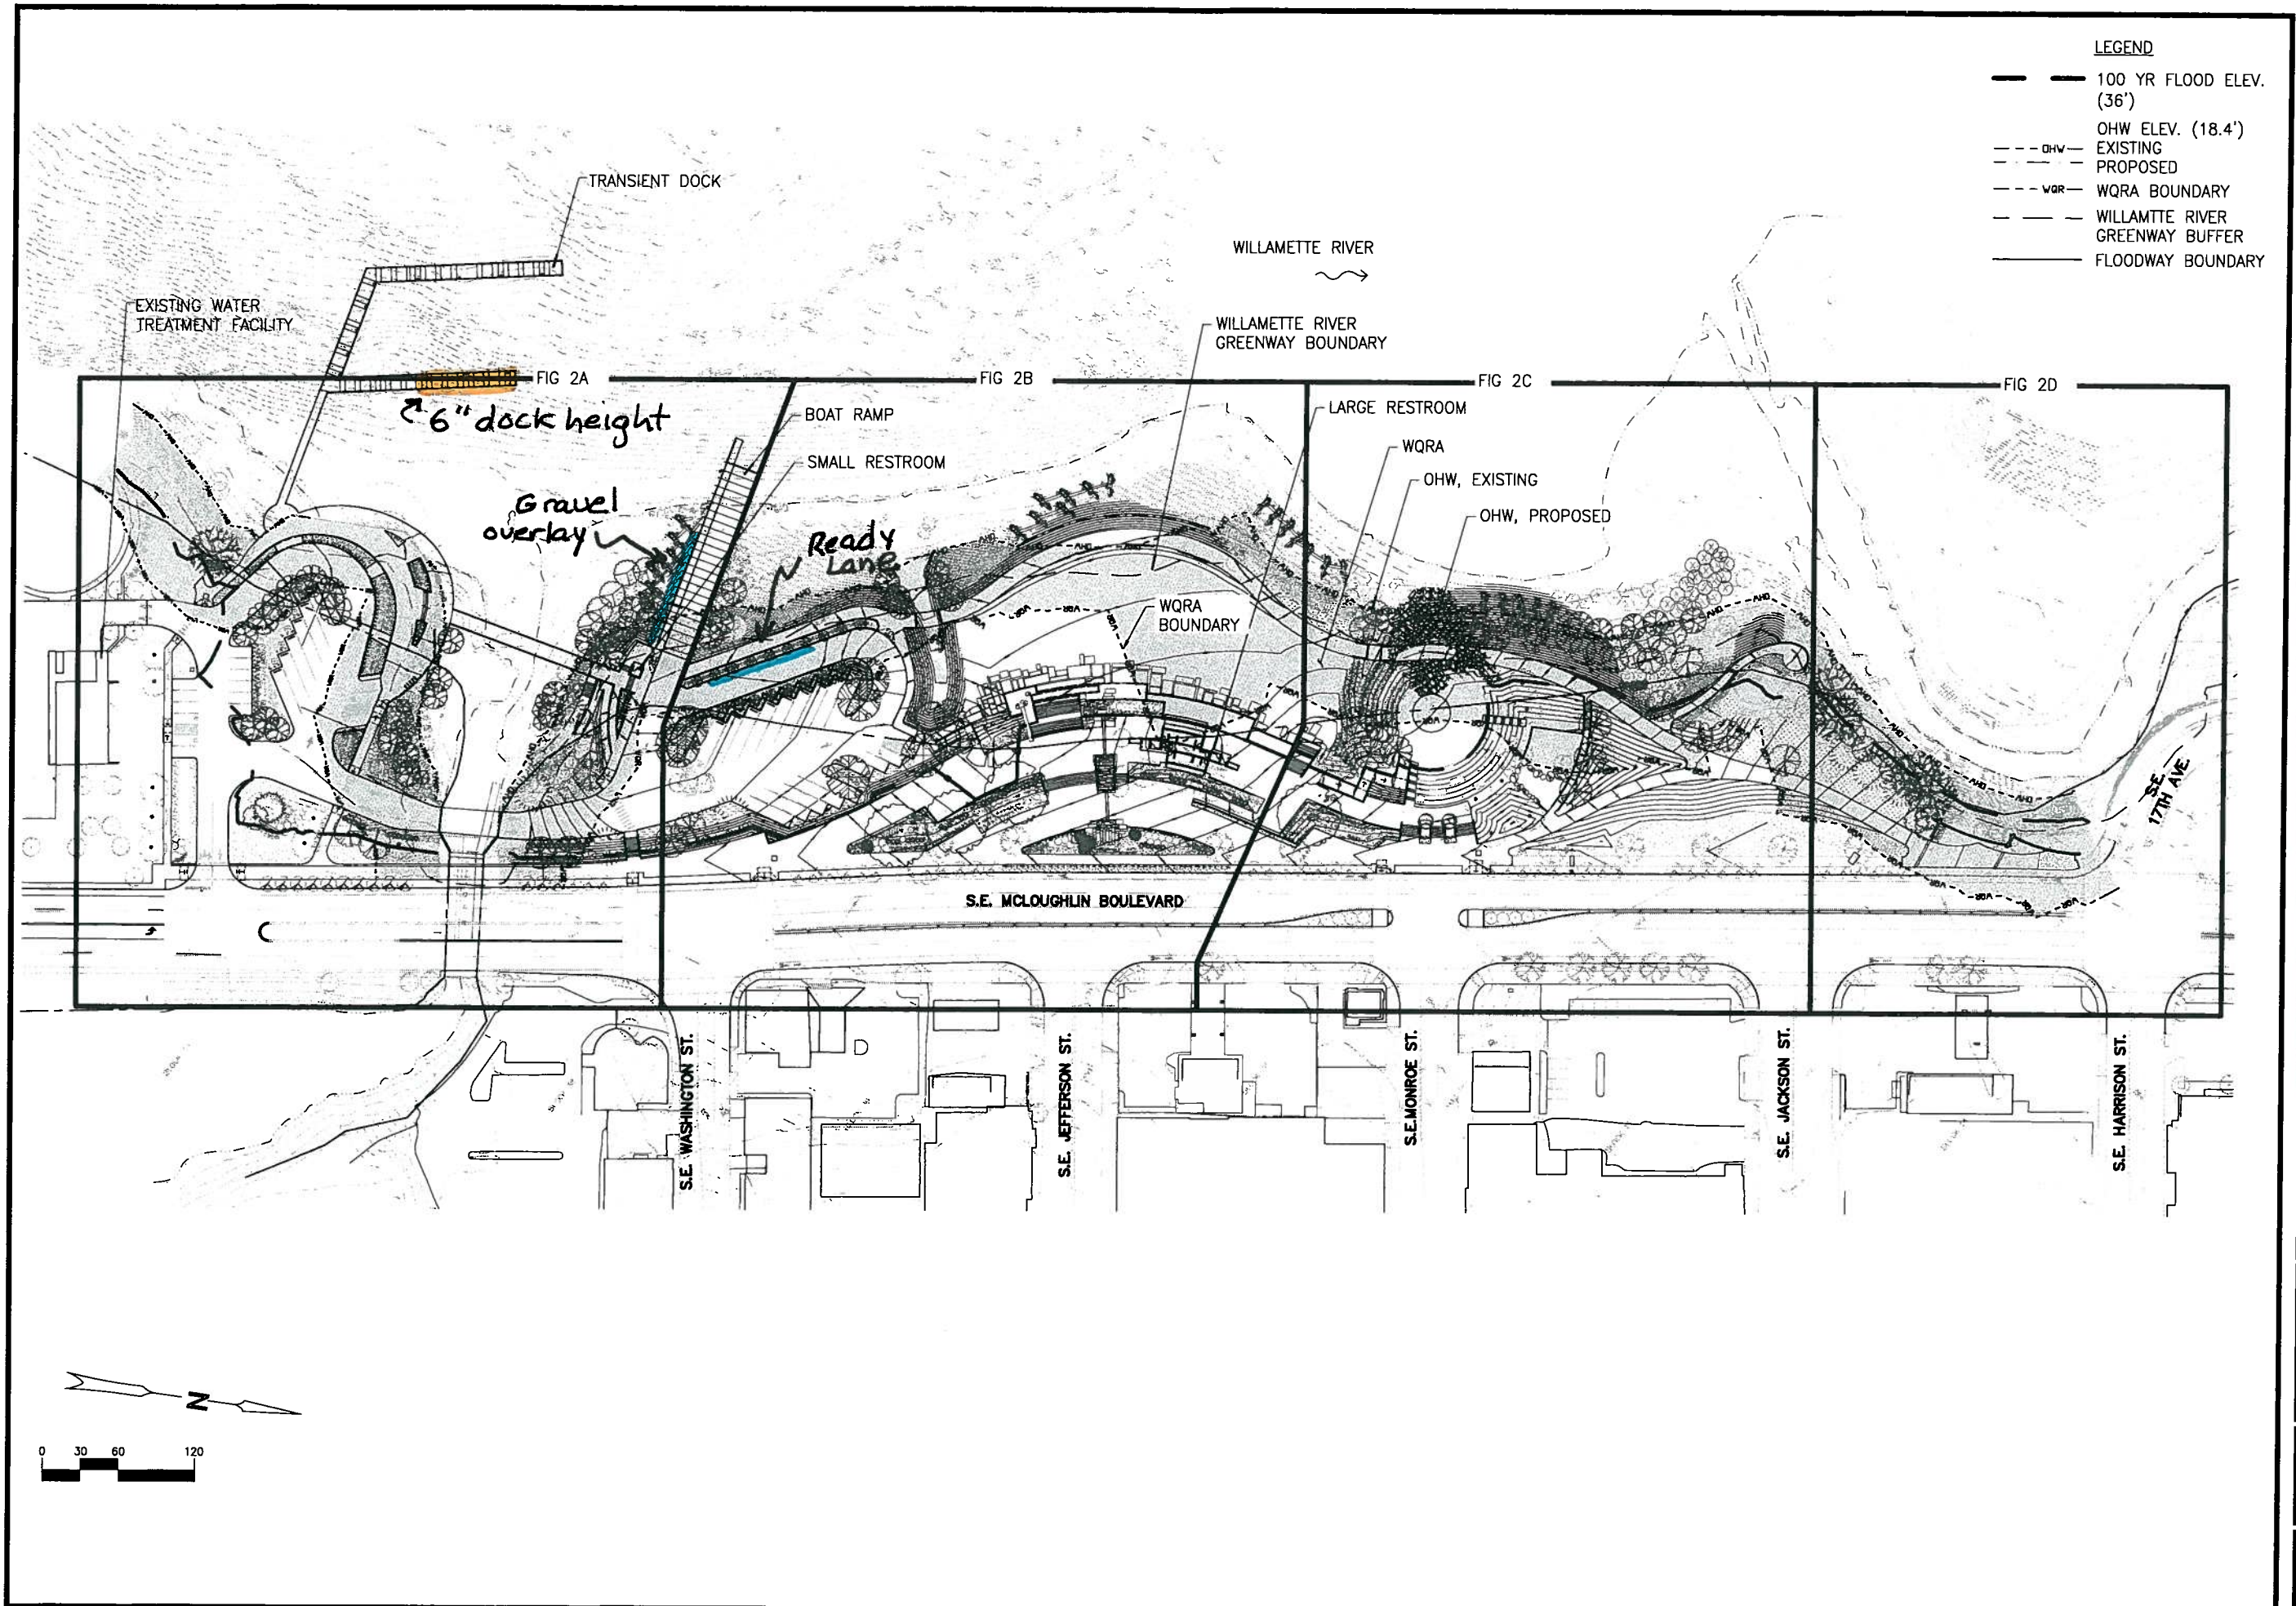 LEGEND
100 YR FLOOD ELEV.
(36')
OHW ELEV. (18.4')
OHW
EXISTING
PROPOSED
WQR
WQRA BOUNDARY
WILLAMTTE RIVER
GREENWAY BUFFER
FLOODWAY BOUNDARY
TRANSIENT DOCK
WILLAMETTE RIVER
EXISTING WATER
TREATMENT FACILITY
WILLAMETTE RIVER
GREENWAY BOUNDARY
FIG 2A
FIG 2B
FIG 2C
FIG 2D
6" dock height
BOAT RAMP
LARGE RESTROOM
SMALL RESTROOM
WQRA
OHW, EXISTING
Gravel
overlay
OHW, PROPOSED
Ready
Lane
WQRA
BOUNDARY
S.E.
17TH AVE.
S.E. MCLOUGHLIN BOULEVARD
S.E. WASHINGTON ST.
S.E. JEFFERSON ST.
S.E.MONROE ST.
S.E. JACKSON ST.
S.E. HARRISON ST.
N
0 30 60 120